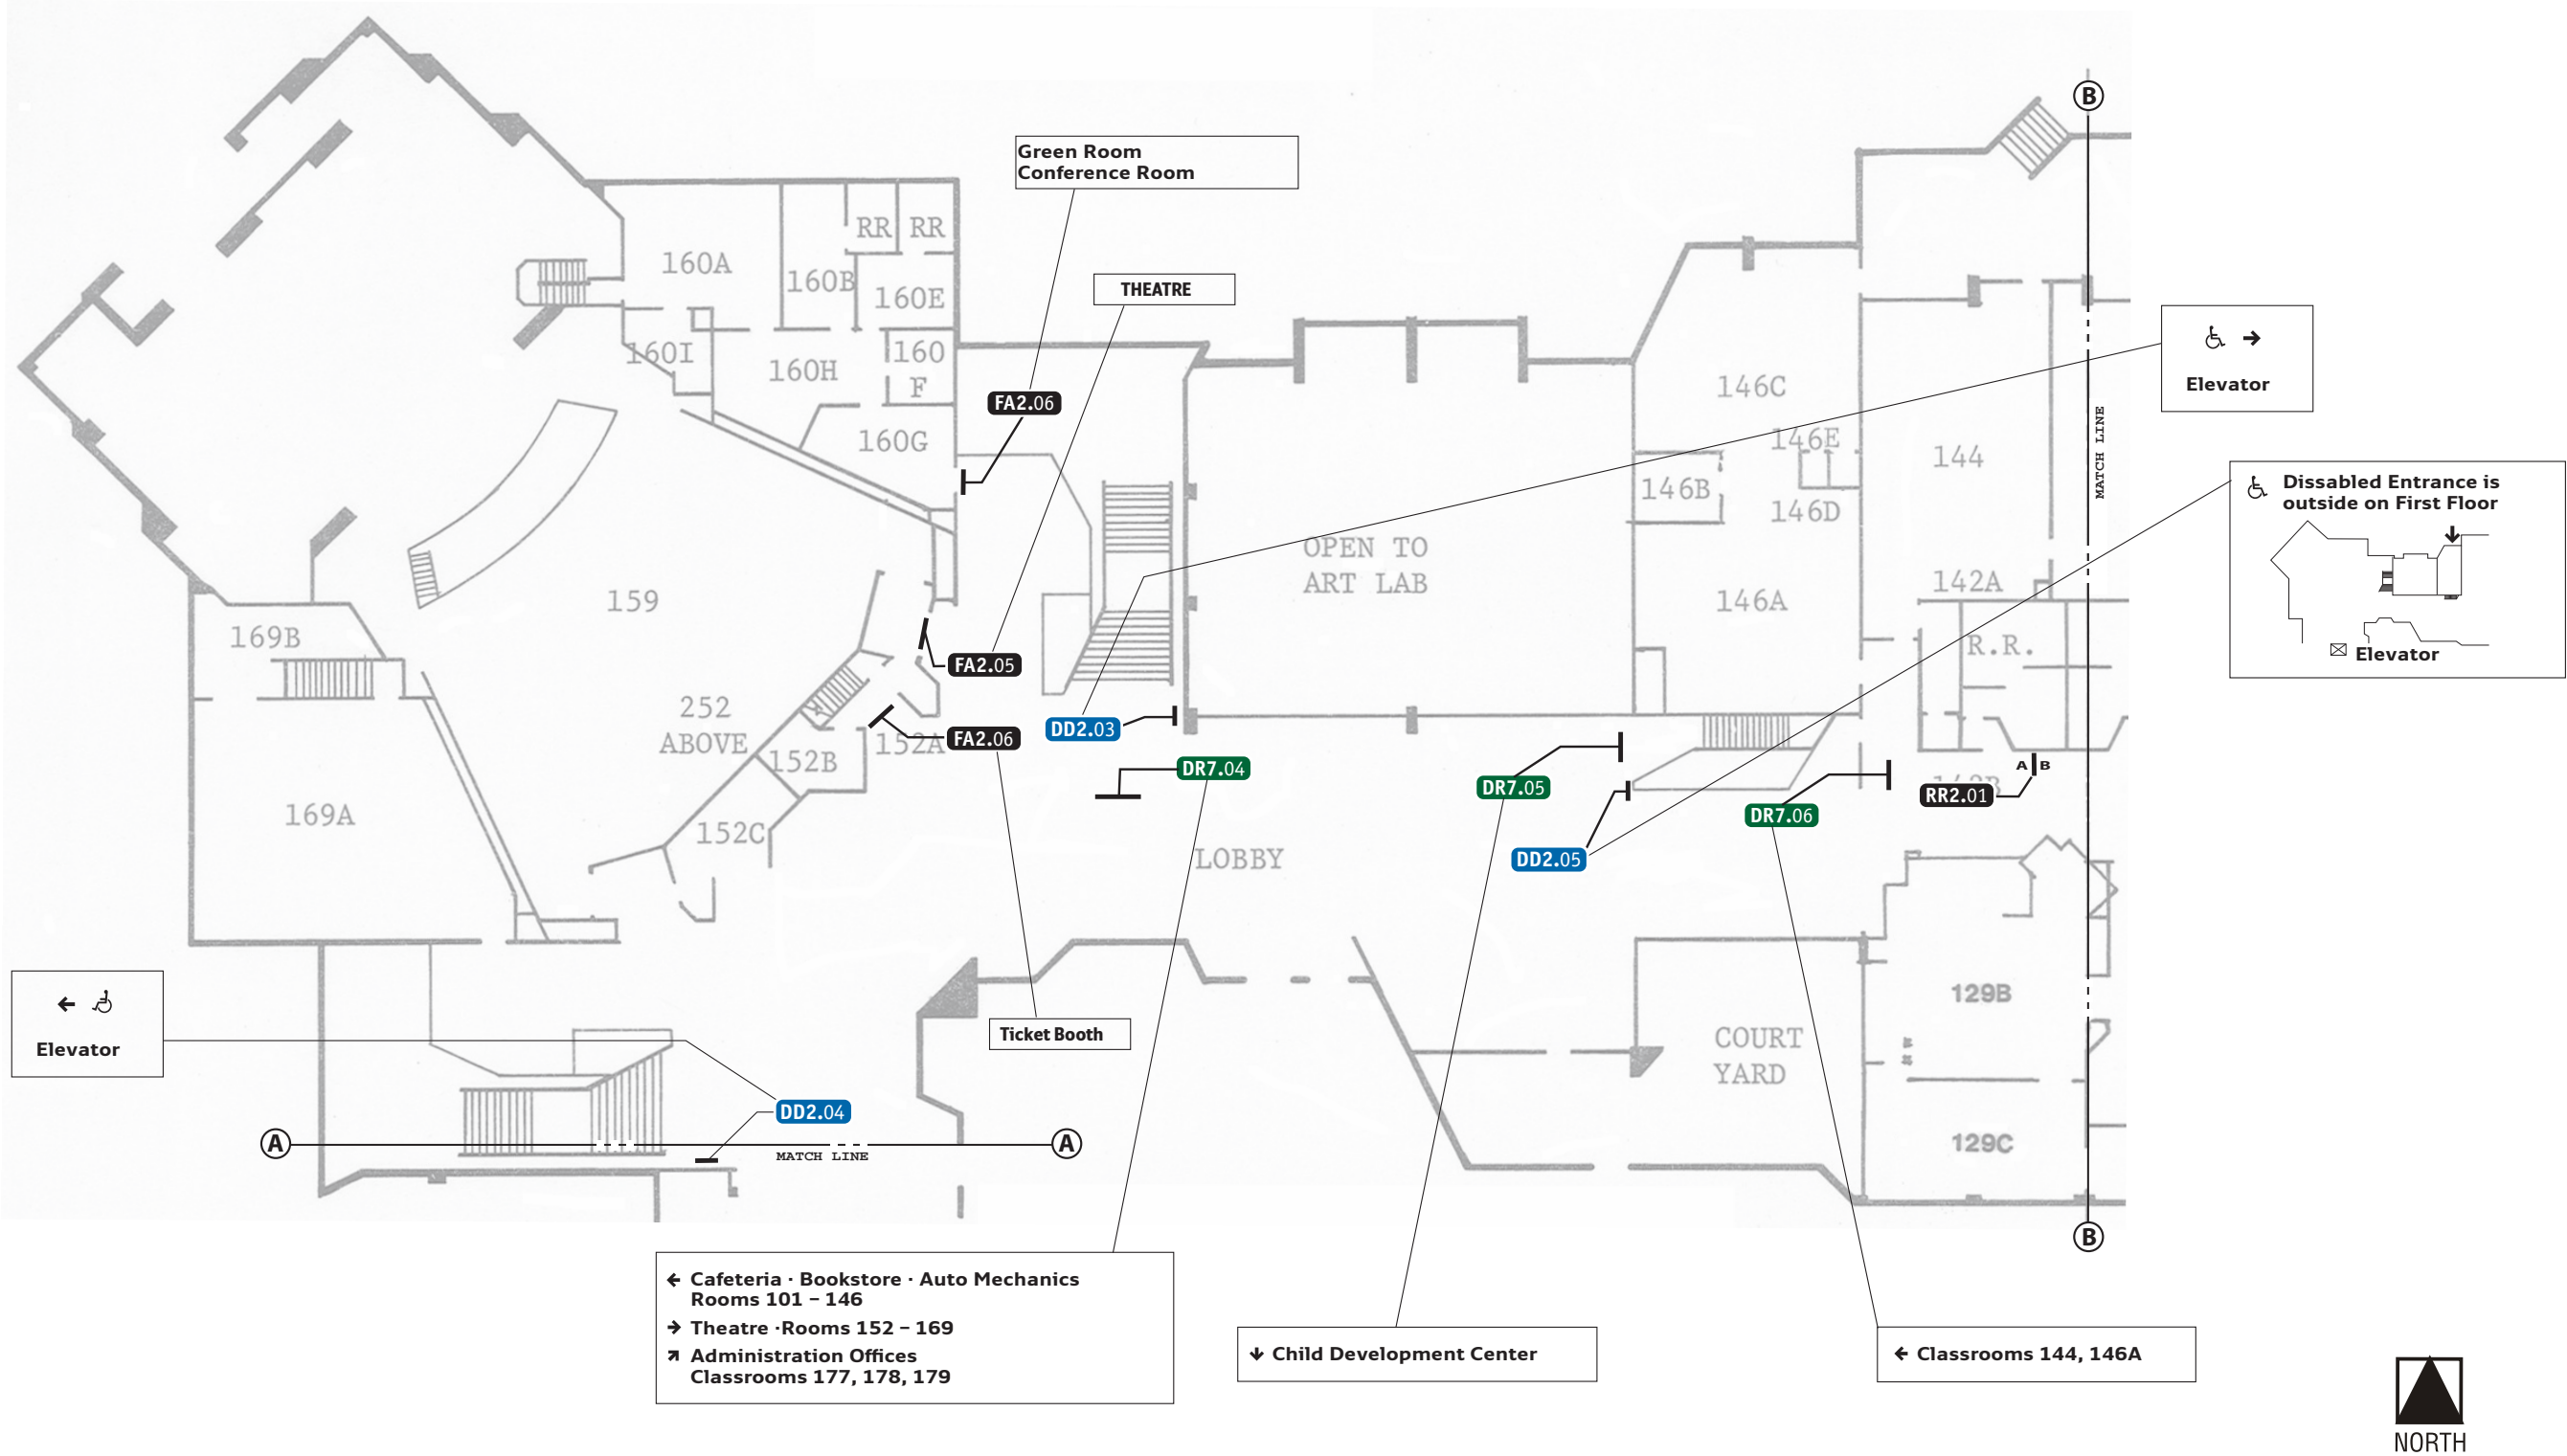 B
Green Room
Conference Room
RR
RR
160A
160B
160E
THEATRE
160I
160H
160
F
FA2.06
160G
146C
146E
146B
146D
144
MATCH LINE
→
Elevator
Dissabled Entrance is
outside on First Floor
Elevator
OPEN TO
ART LAB
142A
146A
159
169B
R.R.
FA2.05
252
ABOVE
DD2.03
FA2.06
152A
152B
DR7.04
DR7.05
A B
RR2.01
DR7.06
169A
152C
LOBBY
DD2.05
←
Elevator
129B
Ticket Booth
COURT
YARD
DD2.04
A
A
MATCH LINE
129C
B
← Cafeteria · Bookstore · Auto Mechanics
Rooms 101 – 146
→ Theatre ·Rooms 152 – 169
↗ Administration Offices
Classrooms 177, 178, 179
↓ Child Development Center
← Classrooms 144, 146A
NORTH